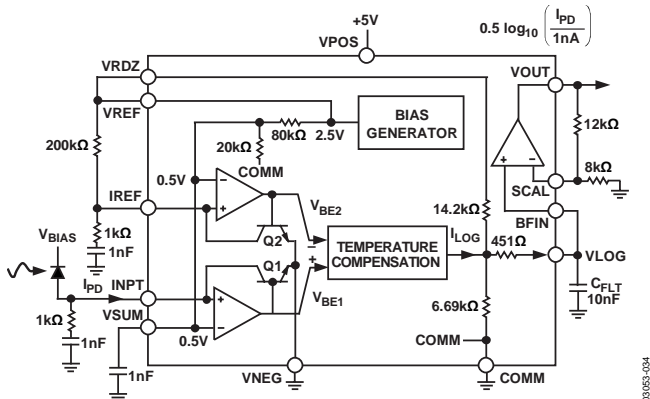 +5V
VPOS
0.5 log10 (IPD / 1nA)
VRDZ
VOUT
VREF
80kΩ
2.5V
BIAS
GENERATOR
20kΩ
COMM
200kΩ
12kΩ
8kΩ
0.5V
SCAL
IREF
VBE2
14.2kΩ
BFIN
1kΩ
1nF
Q2
TEMPERATURE
COMPENSATION
ILOG
451Ω
VLOG
VBIAS
Q1
IPD
INPT
VBE1
CFLT
10nF
6.69kΩ
1kΩ
VSUM
0.5V
COMM
1nF
1nF
VNEG
COMM
03053-034